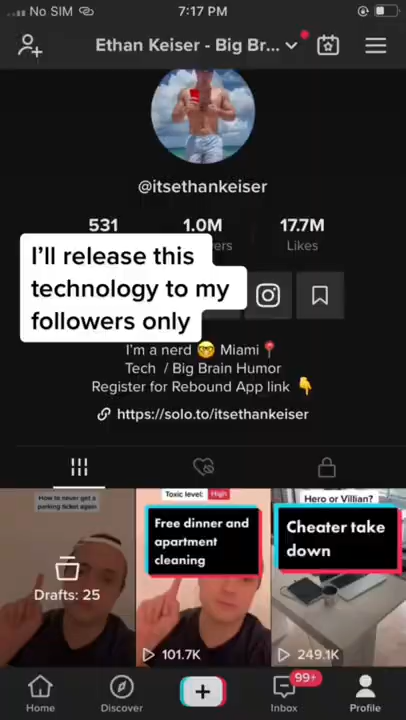 No SIM
7:17 PM
Ethan Keiser - Big Br...
@itsethankeiser
531
1.0M
17.7M
Likes
I'll release this
technology to my
followers only
I'm a nerd 🤓 Miami📍
Tech / Big Brain Humor
Register for Rebound App link 👇
https://solo.to/itsethankeiser
How to never get a
parking ticket again
Drafts: 25
Toxic level: High
Free dinner and
apartment
cleaning
101.7K
Hero or Villian?
Cheater take
down
249.1K
Home
Discover
99+
Inbox
Profile